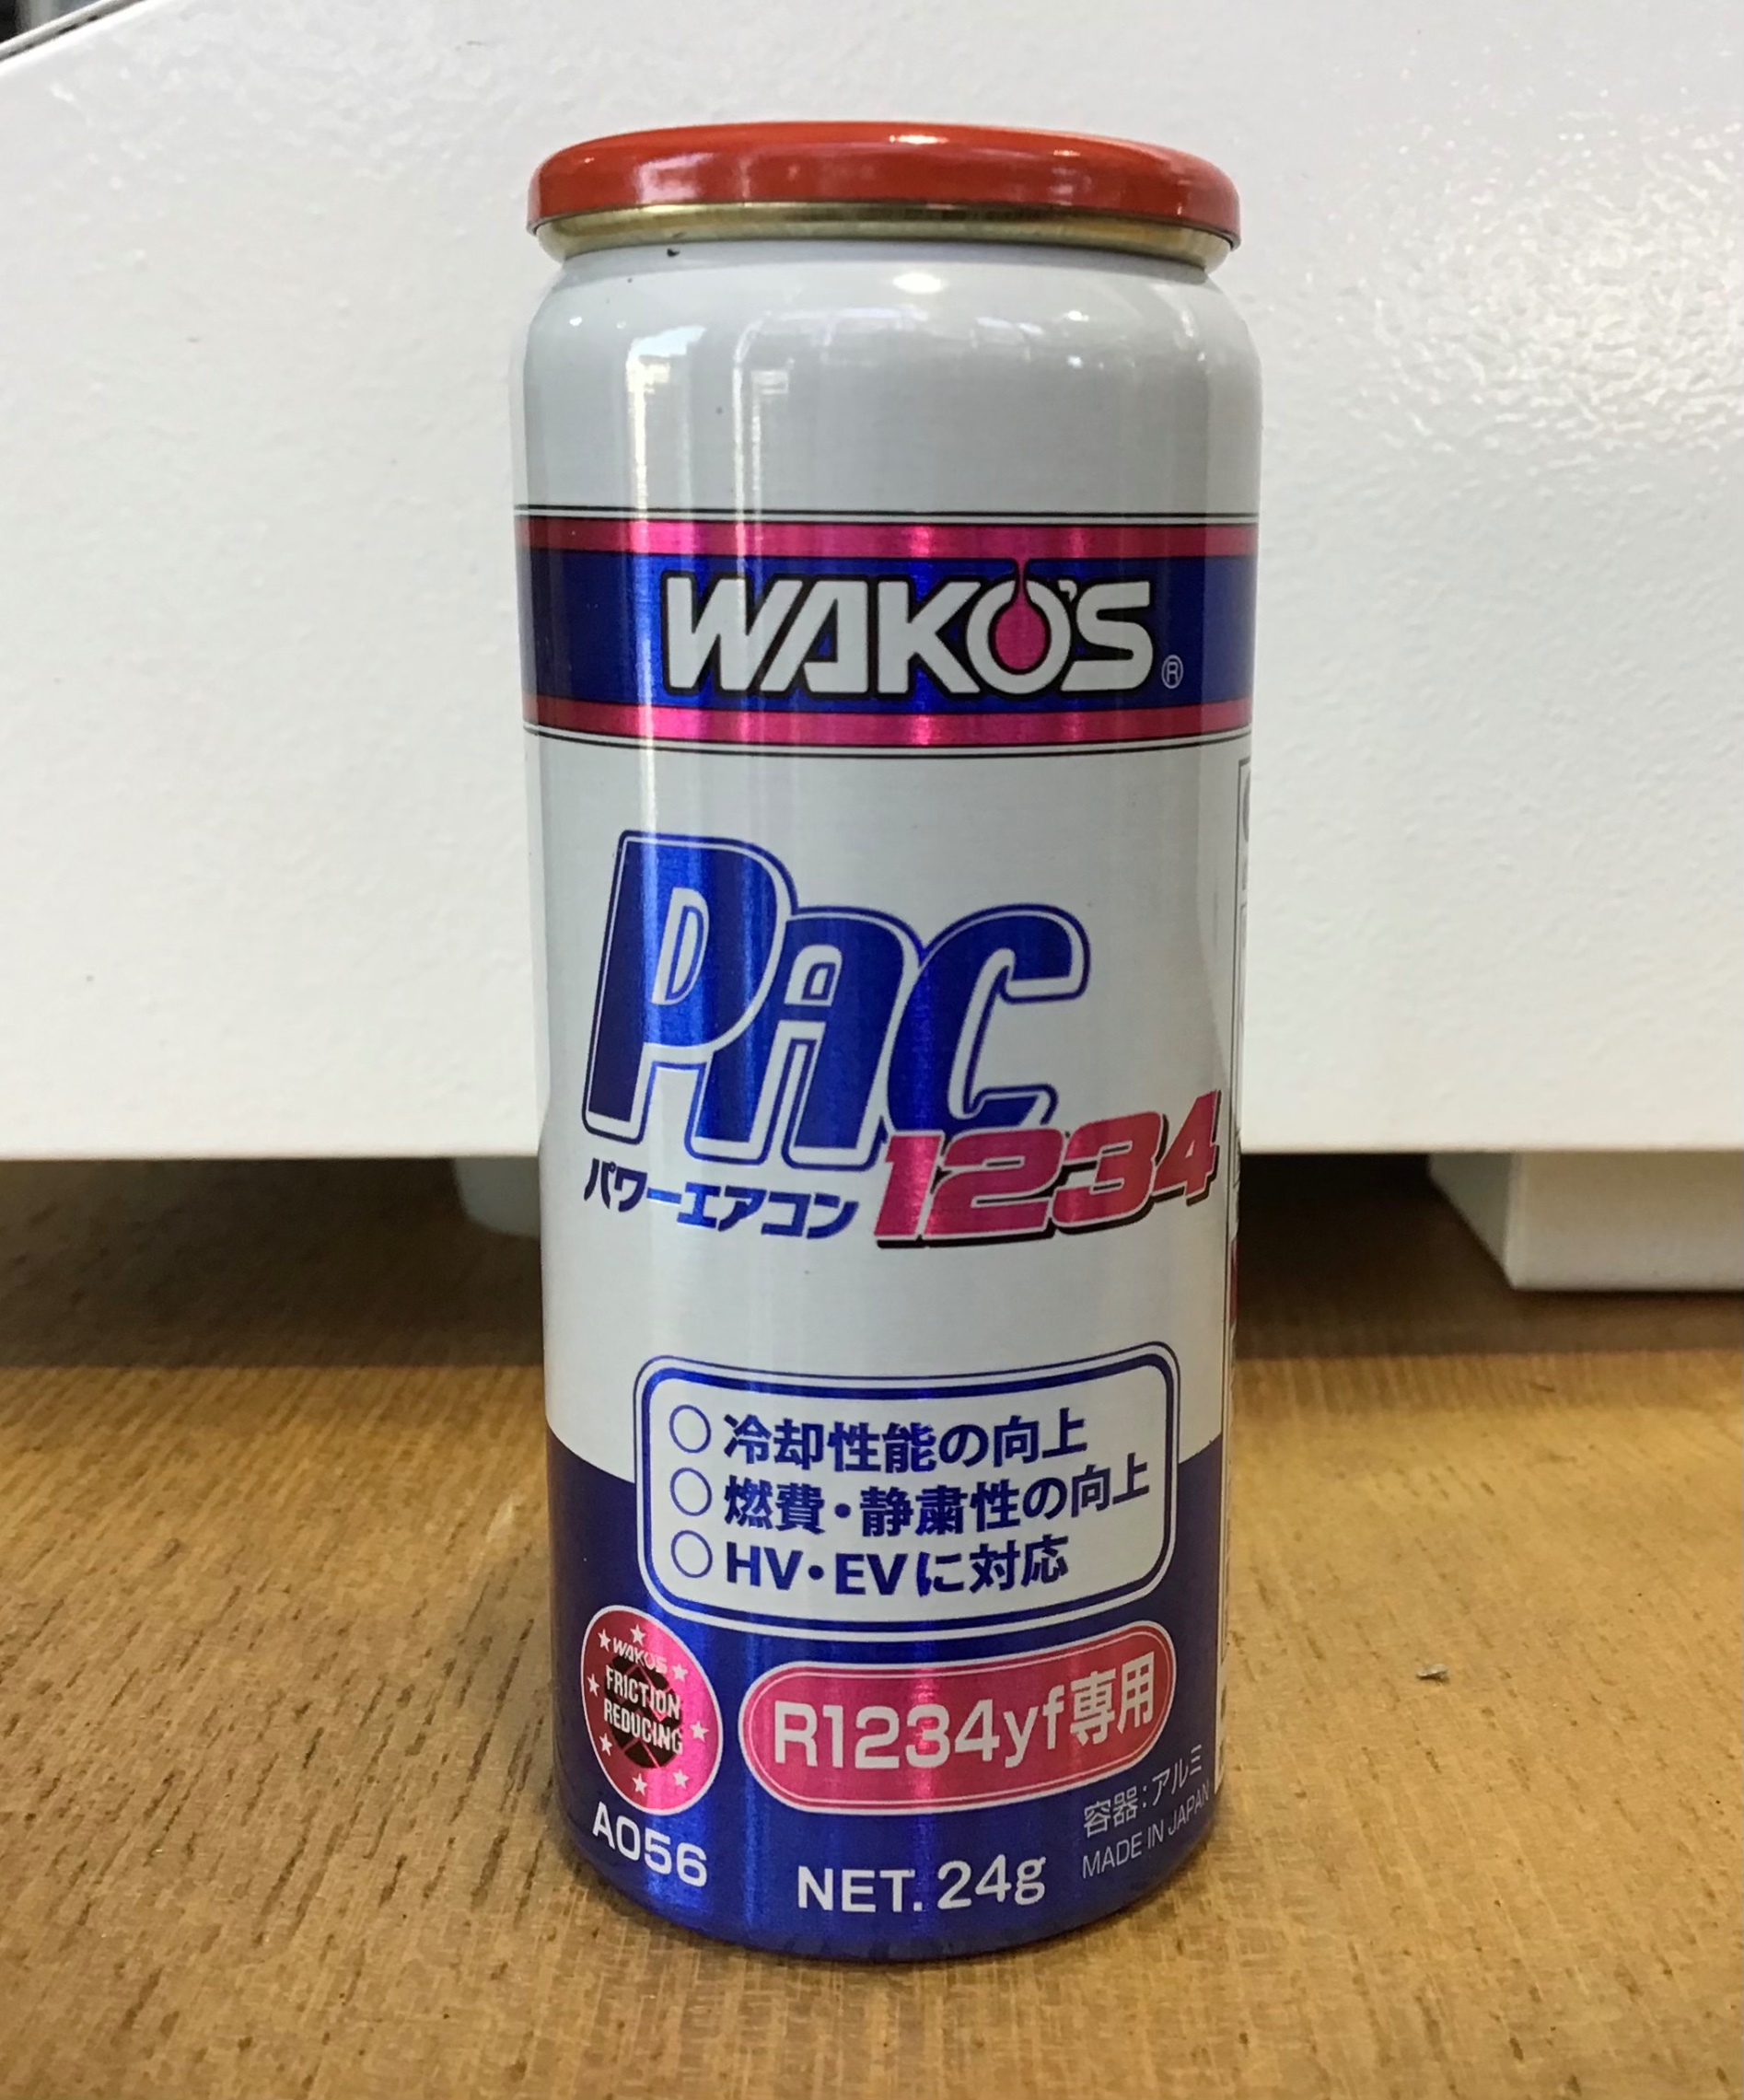 WAKO'S®
PAC
パワーエアコン 1234
○ 冷却性能の向上
○ 燃費・静粛性の向上
○ HV・EVに対応
WAKO'S
FRICTION
REDUCING
R1234yf専用
A056
NET. 24g
容器：アルミ
MADE IN JAPAN